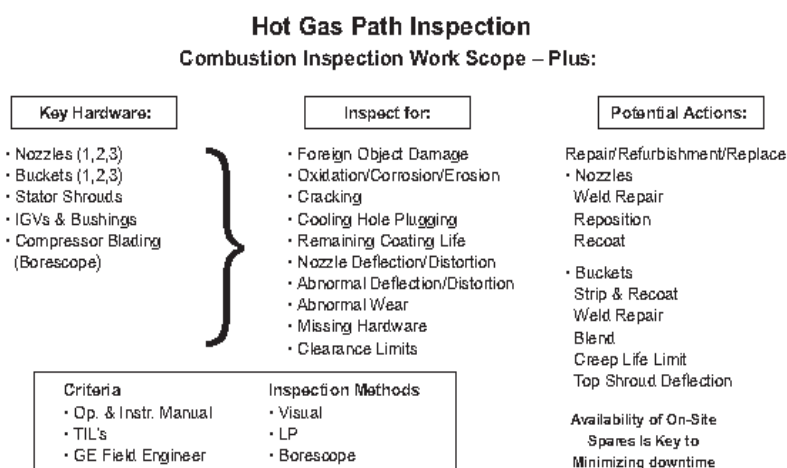 Hot Gas Path Inspection
Combustion Inspection Work Scope – Plus:
Key Hardware:
• Nozzles (1,2,3)
• Buckets (1,2,3)
• Stator Shrouds
• IGVs & Bushings
• Compressor Blading
(Borescope)
Inspect for:
• Foreign Object Damage
• Oxidation/Corrosion/Erosion
• Cracking
• Cooling Hole Plugging
• Remaining Coating Life
• Nozzle Deflection/Distortion
• Abnormal Deflection/Distortion
• Abnormal Wear
• Missing Hardware
• Clearance Limits
Potential Actions:
Repair/Refurbishment/Replace
• Nozzles
Weld Repair
Reposition
Recoat
• Buckets
Strip & Recoat
Weld Repair
Blend
Creep Life Limit
Top Shroud Deflection
Criteria
• Op. & Instr. Manual
• TIL's
• GE Field Engineer
Inspection Methods
• Visual
• LP
• Borescope
Availability of On-Site
Spares Is Key to
Minimizing downtime